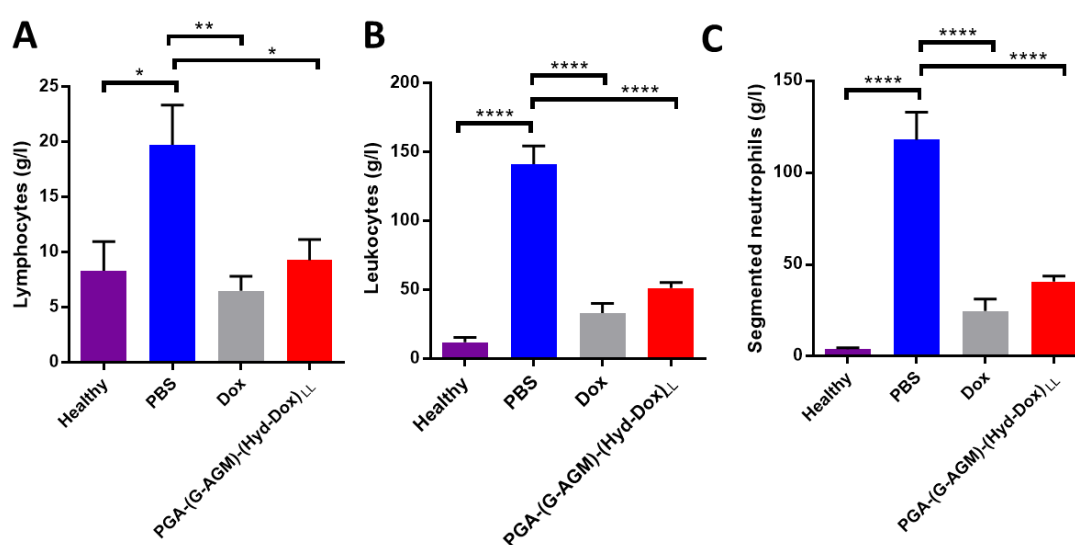 A
Lymphocytes (g/l)
25
20
15
10
5
0
*
**
*
Healthy
PBS
Dox
PGA-(G-AGM)-(Hyd-Dox)LL
B
Leukocytes (g/l)
200
150
100
50
0
****
****
****
Healthy
PBS
Dox
PGA-(G-AGM)-(Hyd-Dox)LL
C
Segmented neutrophils (g/l)
150
100
50
0
****
****
****
Healthy
PBS
Dox
PGA-(G-AGM)-(Hyd-Dox)LL